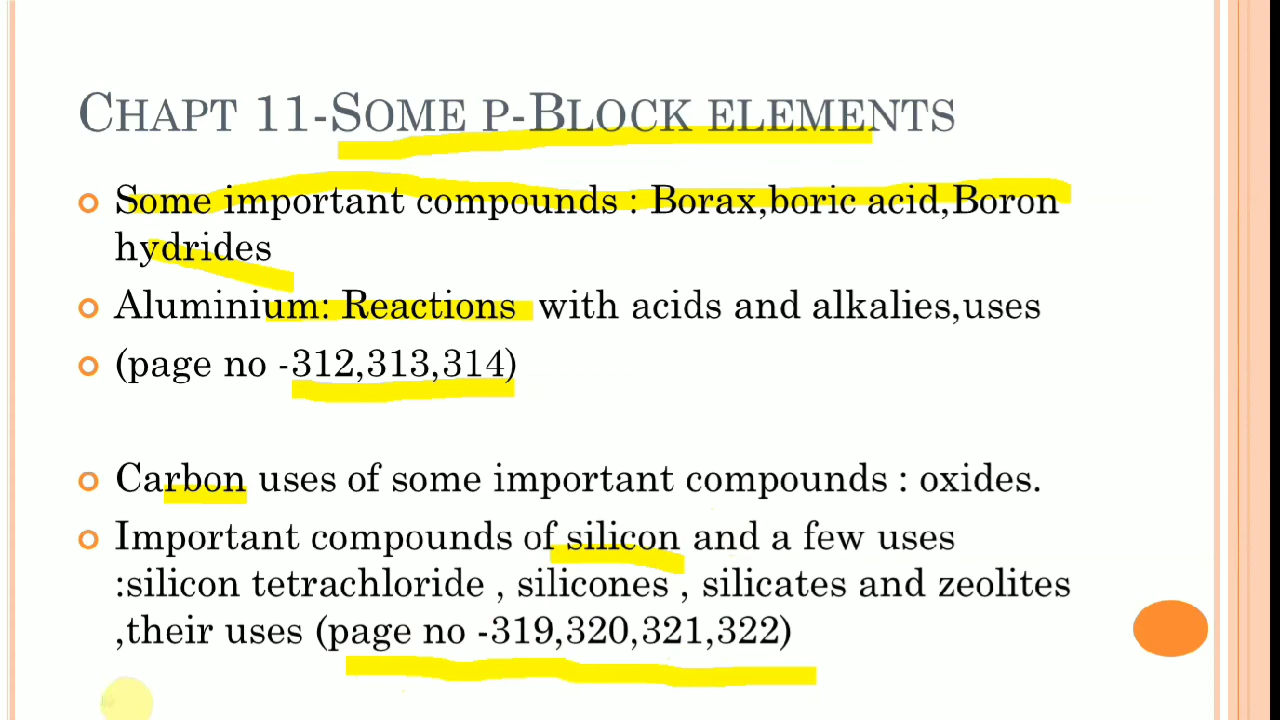 CHAPT 11-SOME P-BLOCK ELEMENTS
Some important compounds : Borax,boric acid,Boron
hydrides
Aluminium: Reactions with acids and alkalies,uses
(page no -312,313,314)
Carbon uses of some important compounds : oxides.
Important compounds of silicon and a few uses
:silicon tetrachloride , silicones , silicates and zeolites
,their uses (page no -319,320,321,322)